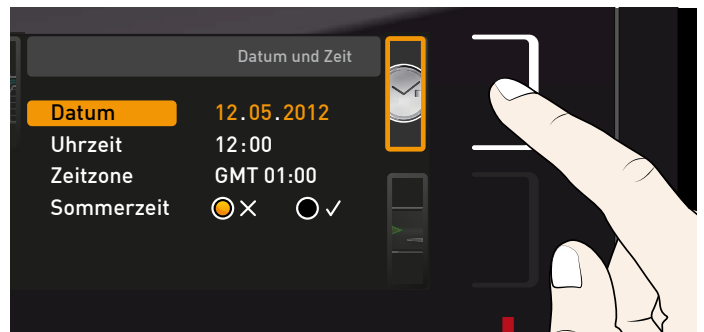 Datum und Zeit
Datum 12.05.2012
Uhrzeit 12:00
Zeitzone GMT 01:00
Sommerzeit